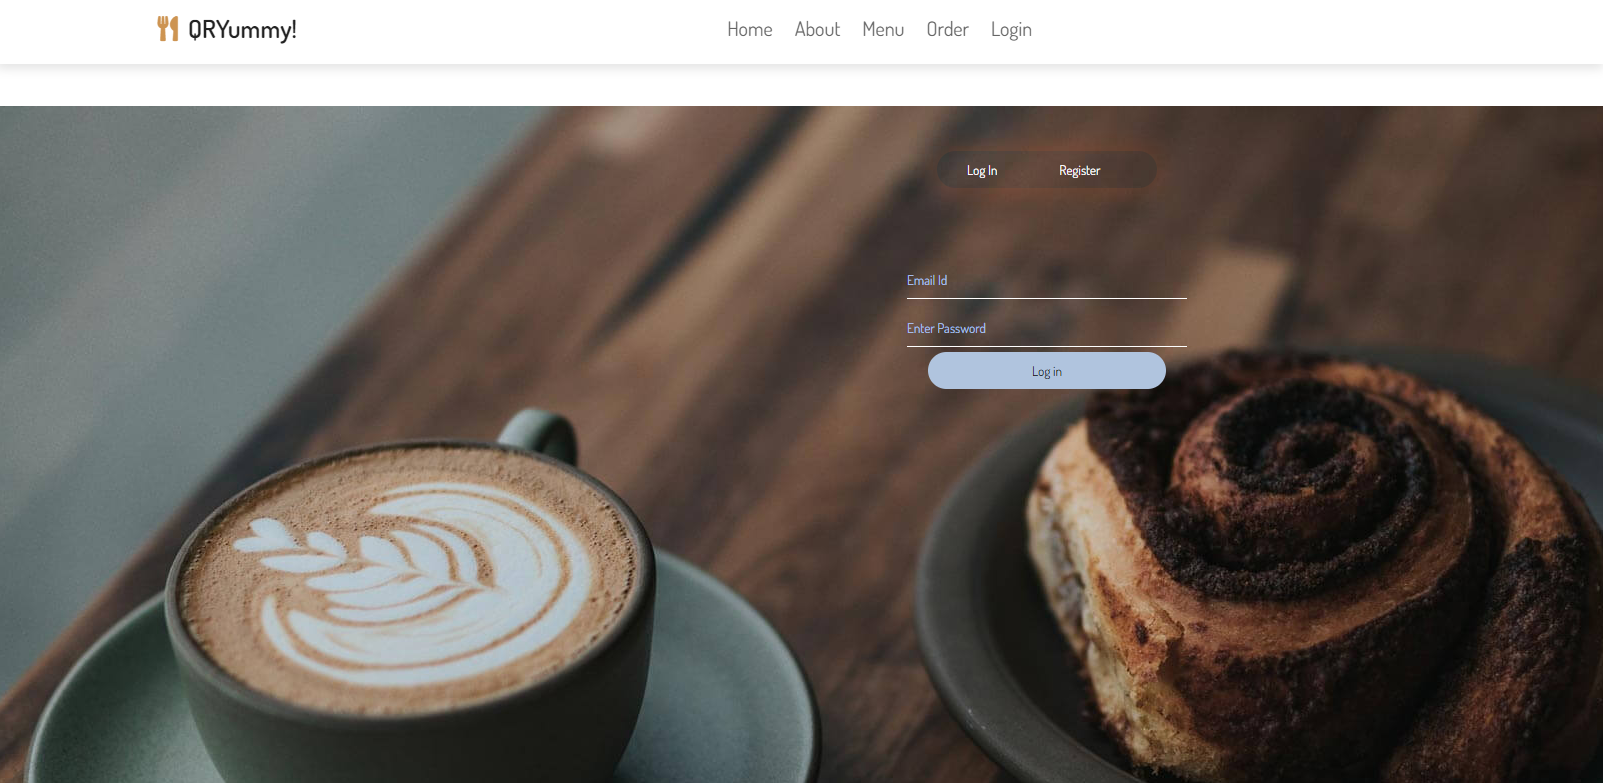 QRYummy!
Home About Menu Order Login
Log In Register
Email Id
Enter Password
Log in